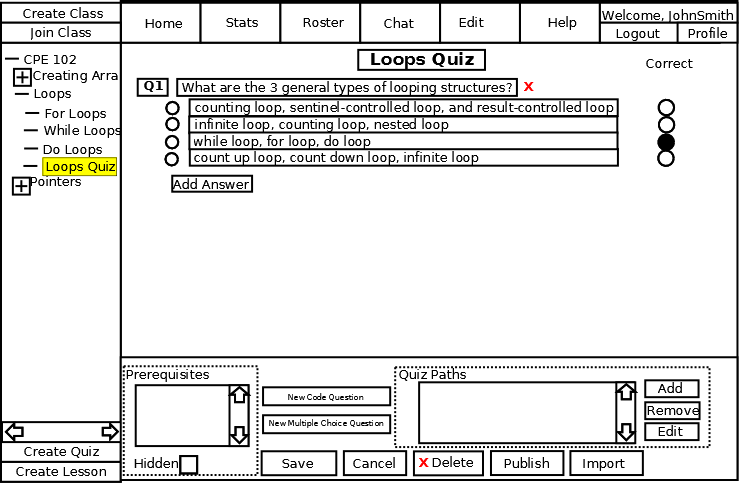 Create Class
Join Class
Home
Stats
Roster
Chat
Edit
Help
Welcome, JohnSmith
Logout
Profile
CPE 102
Creating Arra
Loops
For Loops
While Loops
Do Loops
Loops Quiz
Pointers
Create Quiz
Create Lesson
Loops Quiz
Correct
Q1 What are the 3 general types of looping structures? X
counting loop, sentinel-controlled loop, and result-controlled loop
infinite loop, counting loop, nested loop
while loop, for loop, do loop
count up loop, count down loop, infinite loop
Add Answer
Prerequisites
Hidden
New Code Question
New Multiple Choice Question
Quiz Paths
Add
Remove
Edit
Save
Cancel
X Delete
Publish
Import